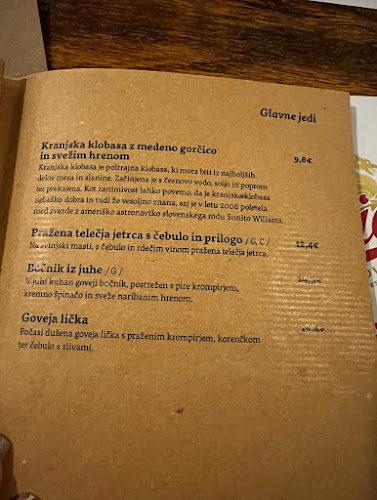 Glavne jedi
Kranjska klobasa z medeno gorčico
in svežim hrenom 9,8€
Kranjska klobasa je poltrajna klobasa, ki mora biti iz najboljših
delov mesa in slanine. Začinjena je s česnovo vodo, soljo in poprom
ter prekajena. Kot zanimivost lahko povemo, da je kranjska klobasa
nebeško dobra in tudi že vesoljno znana, saj je v letu 2006 poletela
med zvezde z ameriško astronavtko slovenskega rodu Sunito Williams.
Pražena telečja jetrca s čebulo in prilogo / G, C / 12,4€
Na svinjski masti, s čebulo in rdečim vinom pražena telečja jetrca.
Bočnik iz juhe / G /
V juhi kuhan goveji bočnik, postrežen s pire krompirjem,
kremno špinačo in sveže naribanim hrenom.
Goveja lička
Počasi dušena goveja lička s praženim krompirjem, korenčkom
ter čebulo s slivami.